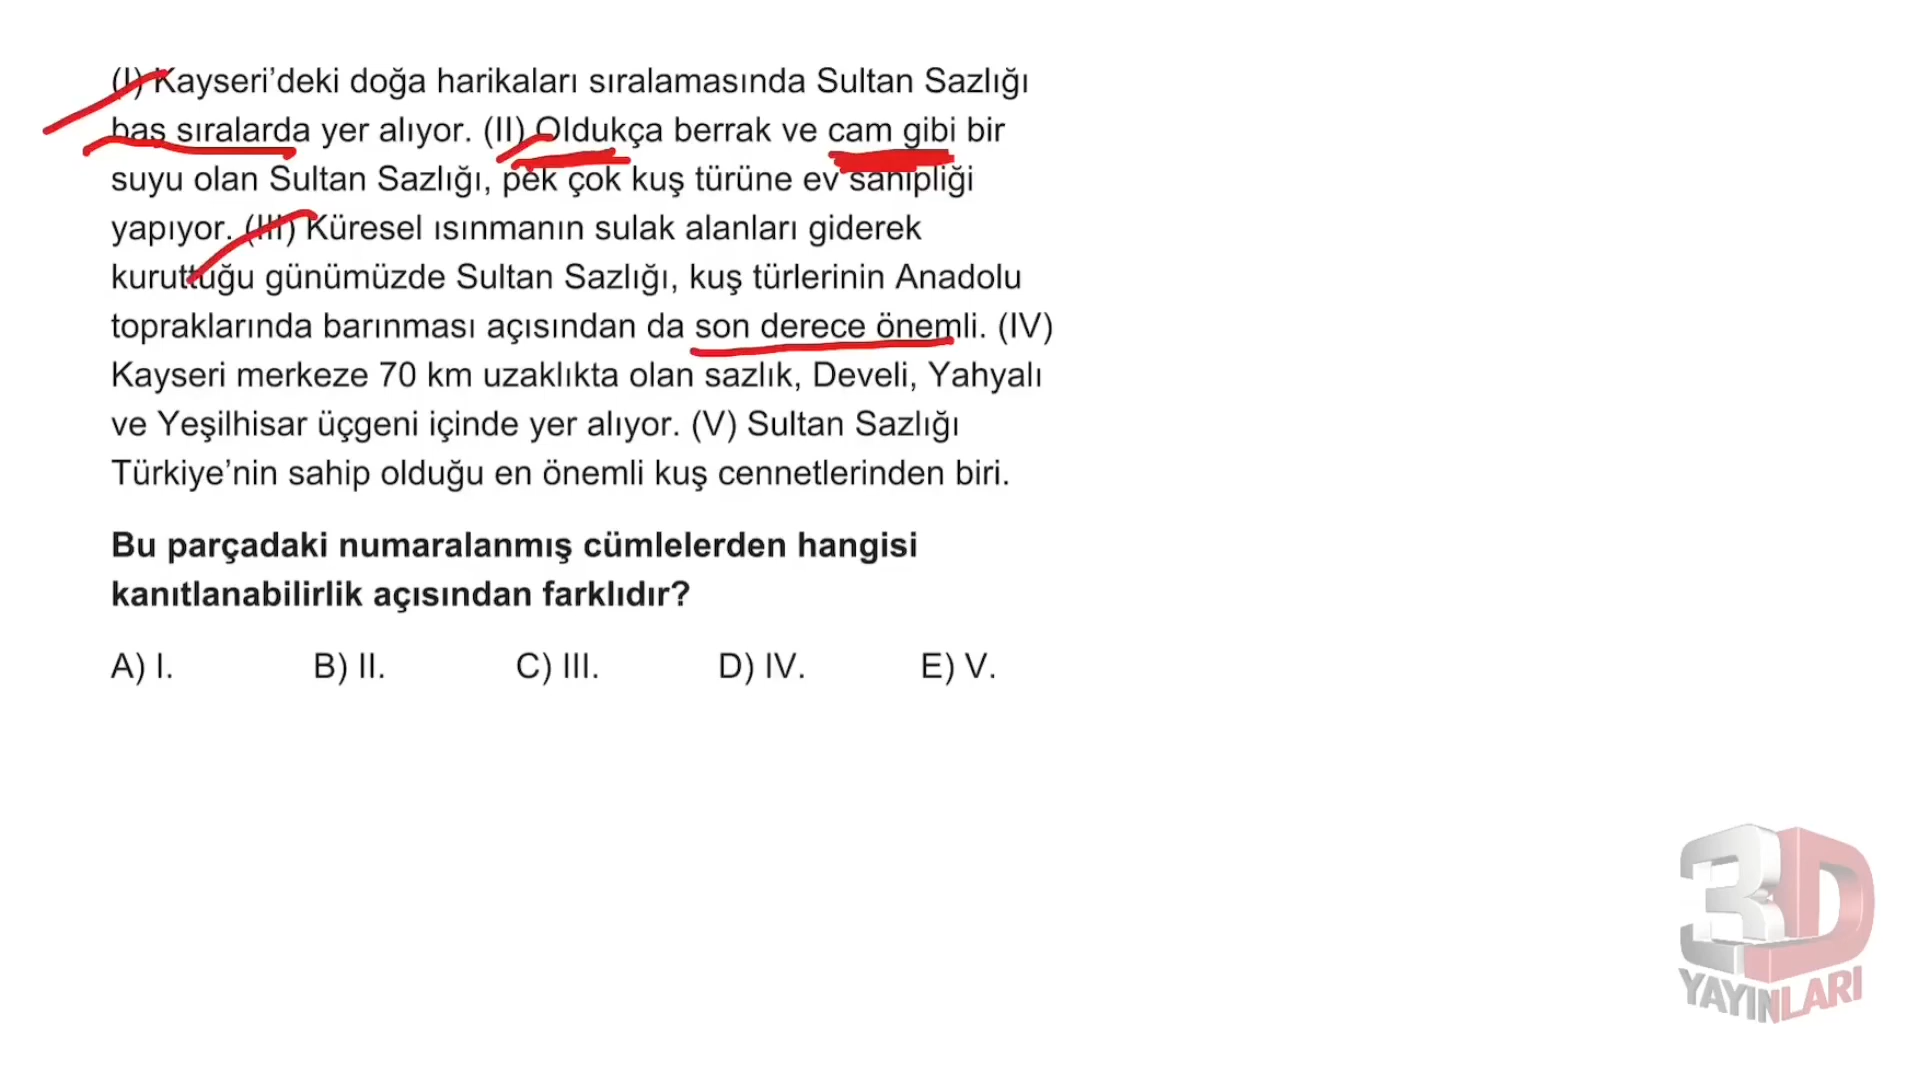 (I) Kayseri’deki doğa harikaları sıralamasında Sultan Sazlığı
baş sıralarda yer alıyor. (II) Oldukça berrak ve cam gibi bir
suyu olan Sultan Sazlığı, pek çok kuş türüne ev sahipliği
yapıyor. (III) Küresel ısınmanın sulak alanları giderek
kuruttuğu günümüzde Sultan Sazlığı, kuş türlerinin Anadolu
topraklarında barınması açısından da son derece önemli. (IV)
Kayseri merkeze 70 km uzaklıkta olan sazlık, Develi, Yahyalı
ve Yeşilhisar üçgeni içinde yer alıyor. (V) Sultan Sazlığı
Türkiye’nin sahip olduğu en önemli kuş cennetlerinden biri.
Bu parçadaki numaralanmış cümlelerden hangisi
kanıtlanabilirlik açısından farklıdır?
A) I. B) II. C) III. D) IV. E) V.
3D
YAYINLARI